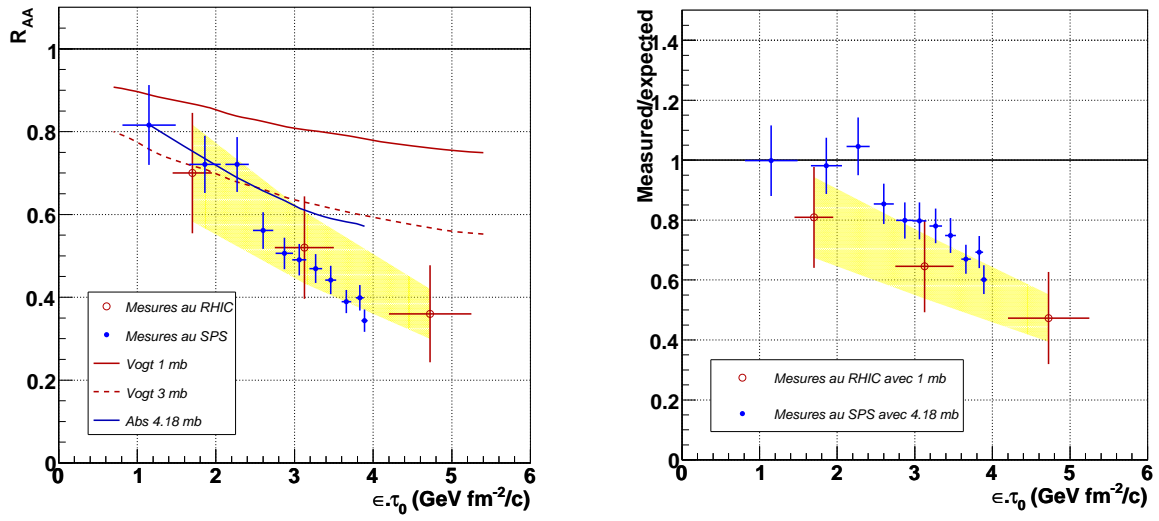 R_AA
1
0.8
0.6
0.4
0.2
0
Mesures au RHIC
Mesures au SPS
Vogt 1 mb
Vogt 3 mb
Abs 4.18 mb
0 1 2 3 4 5 6
ϵ.τ₀ (GeV fm⁻²/c)
Measured/expected
1.4
1.2
1
0.8
0.6
0.4
0.2
0
Mesures au RHIC avec 1 mb
Mesures au SPS avec 4.18 mb
0 1 2 3 4 5 6
ϵ.τ₀ (GeV fm⁻²/c)